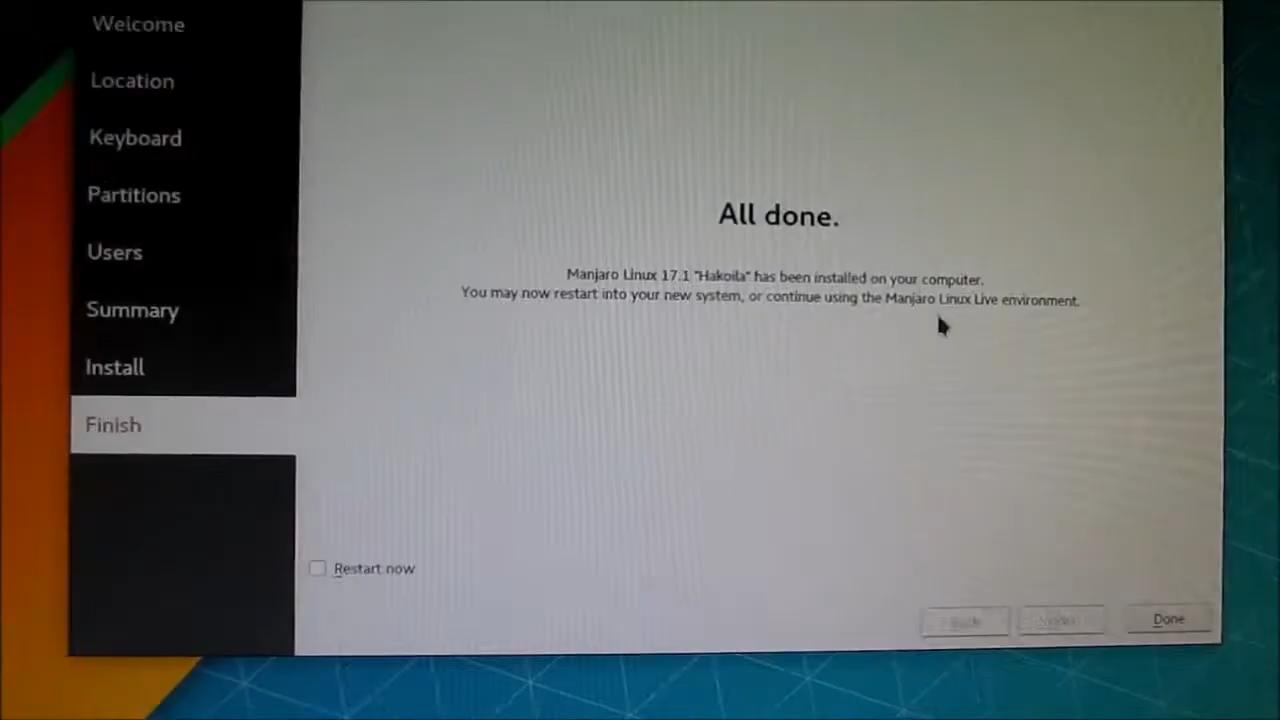 Welcome
Location
Keyboard
Partitions
Users
Summary
Install
Finish
All done.
Manjaro Linux 17.1 "Hakoila" has been installed on your computer.
You may now restart into your new system, or continue using the Manjaro Linux Live environment.
Restart now
Done